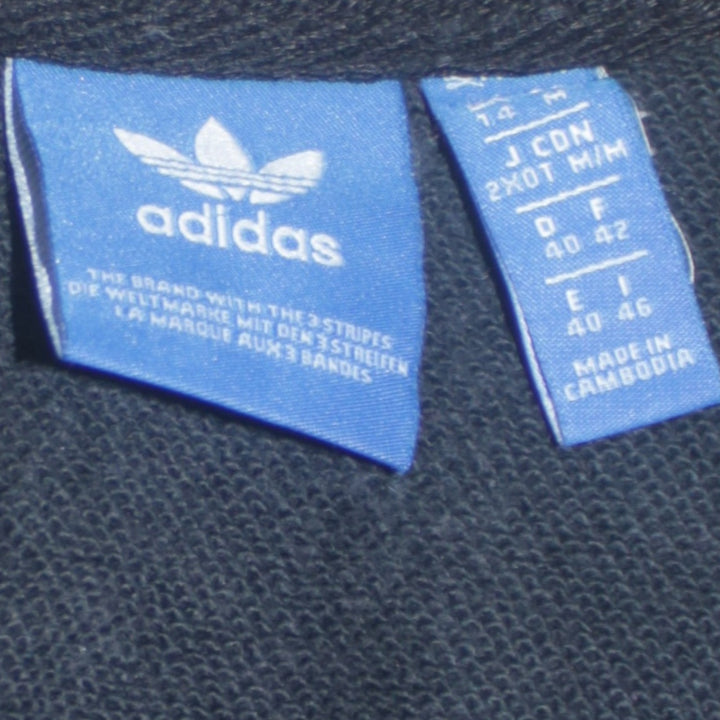 adidas
THE BRAND WITH THE 3 STRIPES
DIE WELTMARKE MIT DEN 3 STREIFEN
LA MARQUE AUX 3 BANDES
14 M
J CDN
2XOT M/M
D F
40 42
E I
40 46
MADE IN
CAMBODIA